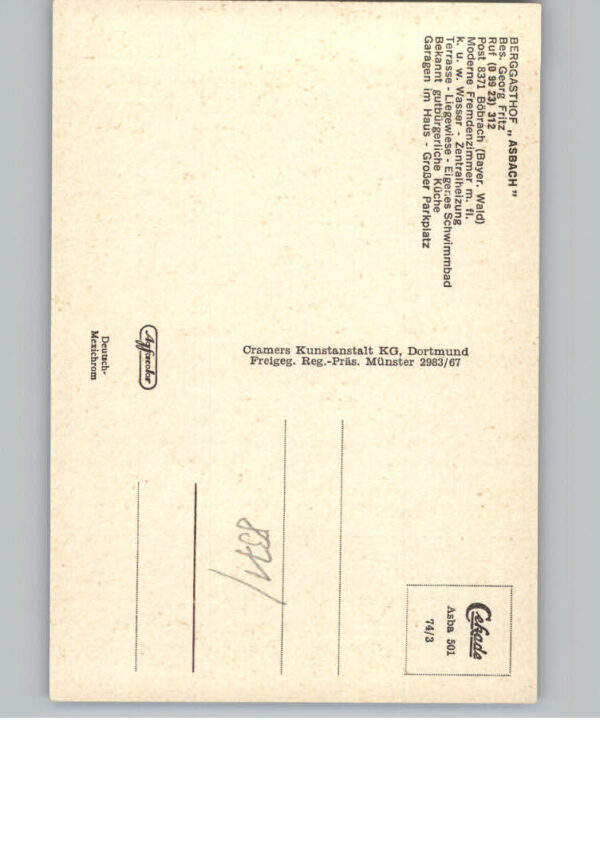 BERGGASTHOF „ASBACH"
Bes. Georg Fritz
Ruf (0 99 23) 312
Post 8371 Böbrach (Bayer. Wald)
Moderne Fremdenzimmer m. fl.
k. u. w. Wasser - Zentralheizung
Terrasse - Liegewiese - Eigenes Schwimmbad
Bekannt gutbürgerliche Küche
Garagen im Haus - Großer Parkplatz
Cramers Kunstanstalt KG, Dortmund
Freigeg. Reg.-Präs. Münster 2983/67
Agfacolor
Deutsch-
Mexichrom
8371
Cekade
Asba 501
74/3